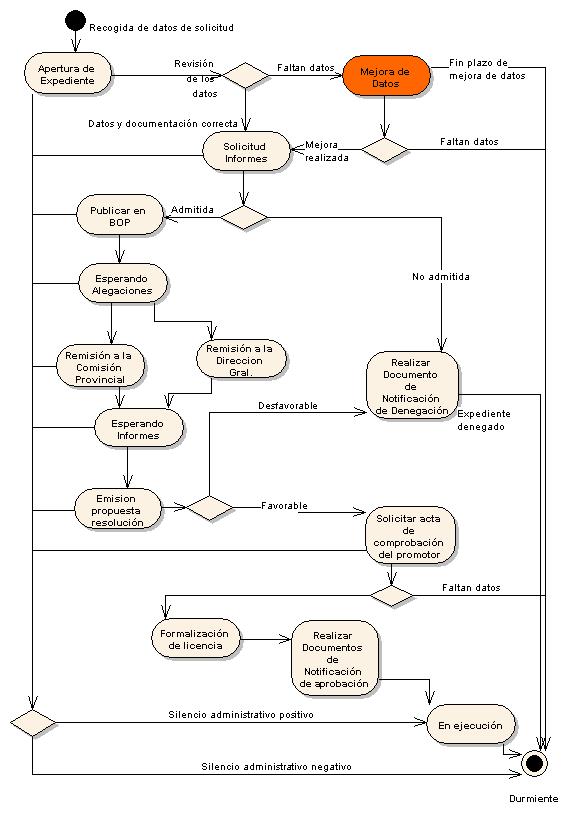 Recogida de datos de solicitud
Apertura de
Expediente
Revisión
de los
datos
Faltan datos
Mejora de
Datos
Fin plazo de
mejora de datos
Datos y documentación correcta
Solicitud
Informes
Mejora
realizada
Faltan datos
Publicar en
BOP
Admitida
No admitida
Esperando
Alegaciones
Remisión a la
Comisión
Provincial
Remisión a la
Direccion
Gral.
Realizar
Documento
de
Notificación
de Denegación
Esperando
Informes
Desfavorable
Expediente
denegado
Emision
propuesta
resolución
Favorable
Solicitar acta
de
comprobación
del promotor
Faltan datos
Formalización
de licencia
Realizar
Documentos
de
Notificación
de aprobación
Silencio administrativo positivo
En ejecución
Silencio administrativo negativo
Durmiente